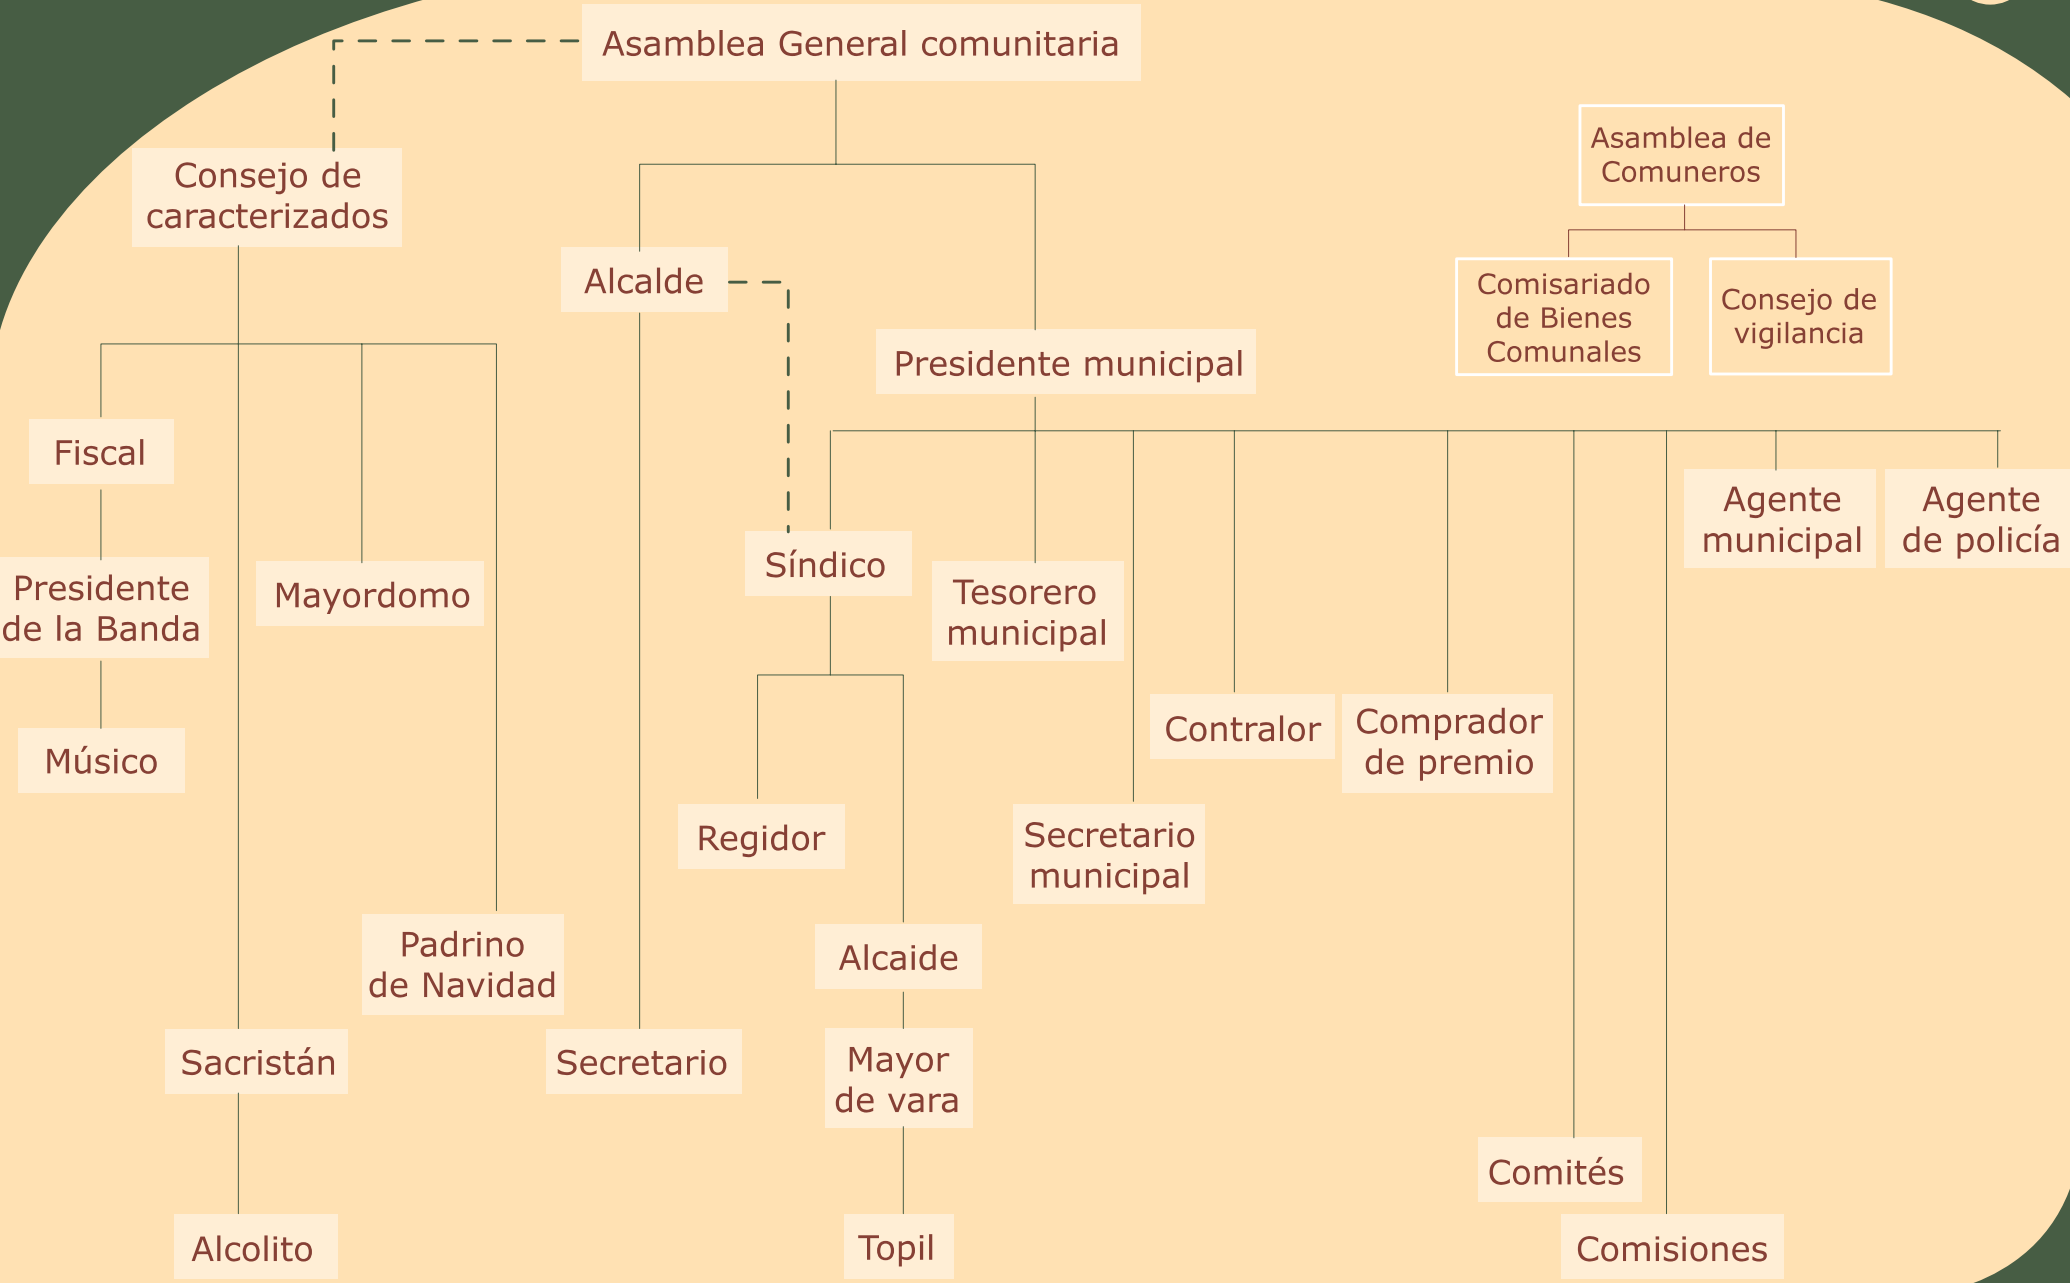 Asamblea General comunitaria
Asamblea de
Comuneros
Consejo de
caracterizados
Alcalde
Comisariado
de Bienes
Comunales
Consejo de
vigilancia
Presidente municipal
Fiscal
Agente
municipal
Agente
de policía
Síndico
Presidente
de la Banda
Mayordomo
Tesorero
municipal
Músico
Contralor
Comprador
de premio
Regidor
Secretario
municipal
Padrino
de Navidad
Alcaide
Sacristán
Secretario
Mayor
de vara
Comités
Alcolito
Topil
Comisiones